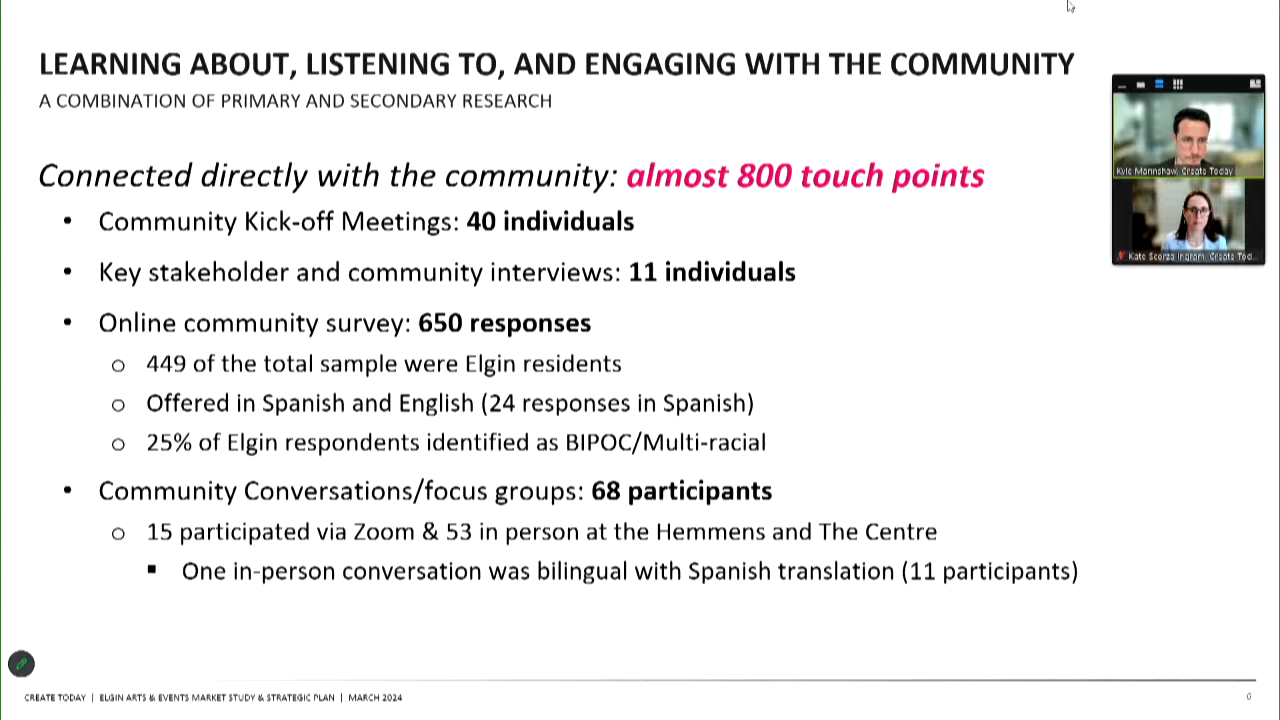 LEARNING ABOUT, LISTENING TO, AND ENGAGING WITH THE COMMUNITY
A COMBINATION OF PRIMARY AND SECONDARY RESEARCH
Connected directly with the community: almost 800 touch points
• Community Kick-off Meetings: 40 individuals
• Key stakeholder and community interviews: 11 individuals
• Online community survey: 650 responses
o 449 of the total sample were Elgin residents
o Offered in Spanish and English (24 responses in Spanish)
o 25% of Elgin respondents identified as BIPOC/Multi-racial
• Community Conversations/focus groups: 68 participants
o 15 participated via Zoom & 53 in person at the Hemmens and The Centre
▪ One in-person conversation was bilingual with Spanish translation (11 participants)
Kyle Mannshaw, Create Today
Kate Scorza Ingram, Create Tod...
CREATE TODAY | ELGIN ARTS & EVENTS MARKET STUDY & STRATEGIC PLAN | MARCH 2024